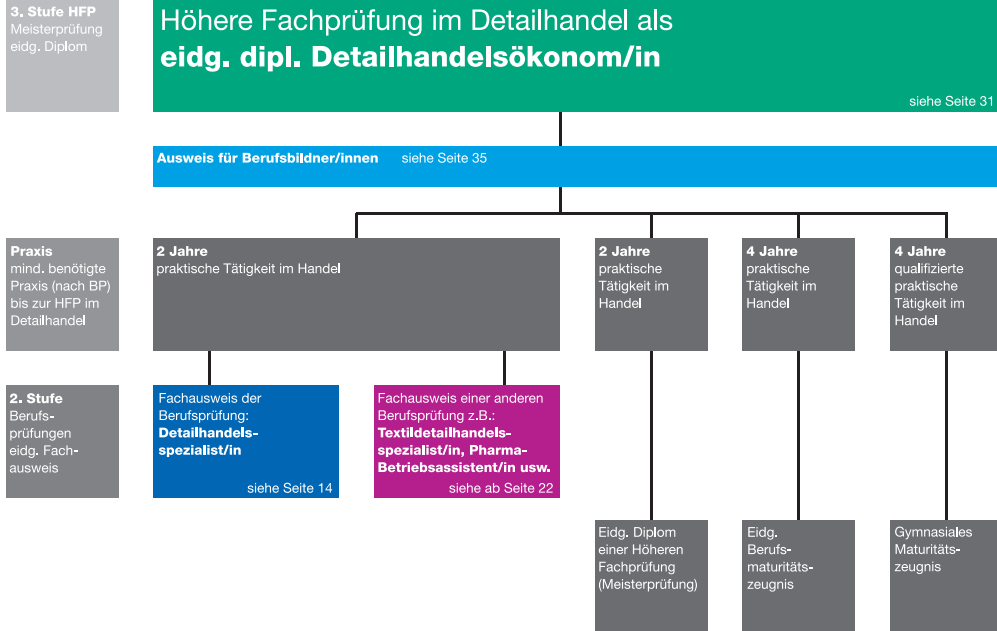 3. Stufe HFP
Meisterprüfung
eidg. Diplom
Höhere Fachprüfung im Detailhandel als
eidg. dipl. Detailhandelsökonom/in
siehe Seite 31
Ausweis für Berufsbildner/innen siehe Seite 35
Praxis
mind. benötigte
Praxis (nach BP)
bis zur HFP im
Detailhandel
2 Jahre
praktische Tätigkeit im Handel
2 Jahre
praktische
Tätigkeit im
Handel
4 Jahre
praktische
Tätigkeit im
Handel
4 Jahre
qualifizierte
praktische
Tätigkeit im
Handel
2. Stufe
Berufs-
prüfungen
eidg. Fach-
ausweis
Fachausweis der
Berufsprüfung:
Detailhandels-
spezialist/in
siehe Seite 14
Fachausweis einer anderen
Berufsprüfung z.B.:
Textildetailhandels-
spezialist/in, Pharma-
Betriebsassistent/in usw.
siehe ab Seite 22
Eidg. Diplom
einer Höheren
Fachprüfung
(Meisterprüfung)
Eidg.
Berufs-
maturitäts-
zeugnis
Gymnasiales
Maturitäts-
zeugnis